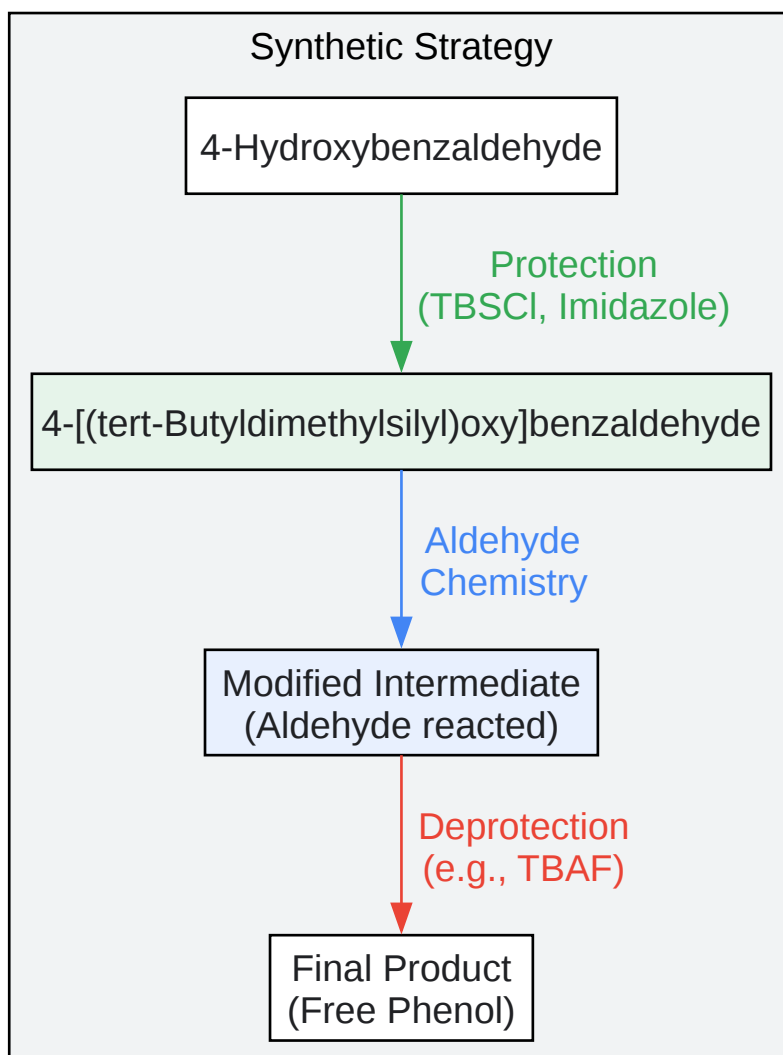 Synthetic Strategy
4-Hydroxybenzaldehyde
Protection
(TBSCl, Imidazole)
4-[(tert-Butyldimethylsilyl)oxy]benzaldehyde
Aldehyde
Chemistry
Modified Intermediate
(Aldehyde reacted)
Deprotection
(e.g., TBAF)
Final Product
(Free Phenol)